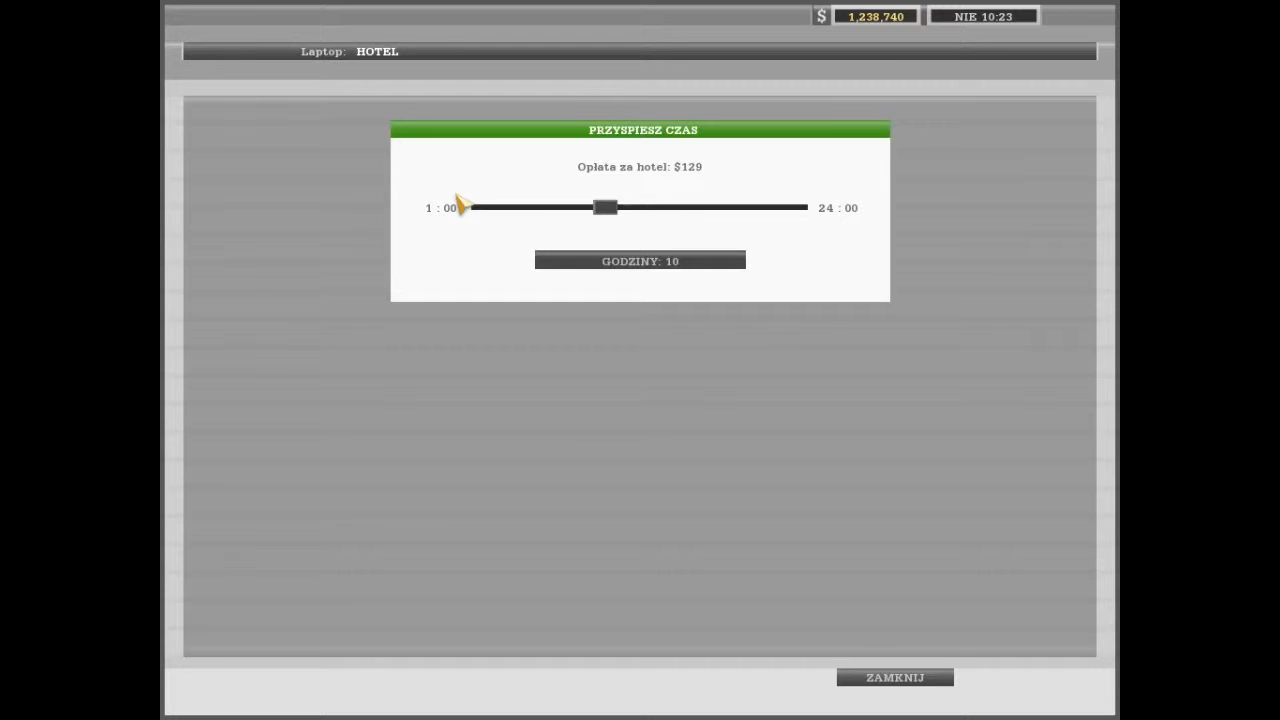 $ 1,238,740 NIE 10:23
Laptop: HOTEL
PRZYSPIESZ CZAS
Opłata za hotel: $129
1 : 00 24 : 00
GODZINY: 10
ZAMKNIJ